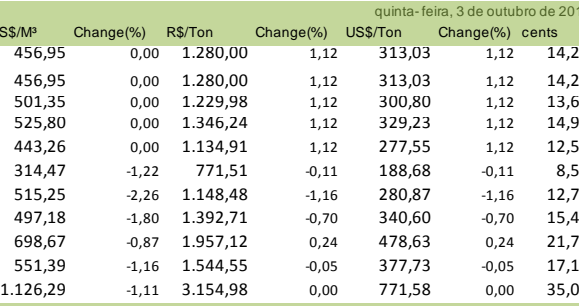 quinta-feira, 3 de outubro de 201
S$/M³ Change(%) R$/Ton Change(%) US$/Ton Change(%) cents
456,95 0,00 1.280,00 1,12 313,03 1,12 14,2
456,95 0,00 1.280,00 1,12 313,03 1,12 14,2
501,35 0,00 1.229,98 1,12 300,80 1,12 13,6
525,80 0,00 1.346,24 1,12 329,23 1,12 14,9
443,26 0,00 1.134,91 1,12 277,55 1,12 12,5
314,47 -1,22 771,51 -0,11 188,68 -0,11 8,5
515,25 -2,26 1.148,48 -1,16 280,87 -1,16 12,7
497,18 -1,80 1.392,71 -0,70 340,60 -0,70 15,4
698,67 -0,87 1.957,12 0,24 478,63 0,24 21,7
551,39 -1,16 1.544,55 -0,05 377,73 -0,05 17,1
1.126,29 -1,11 3.154,98 0,00 771,58 0,00 35,0